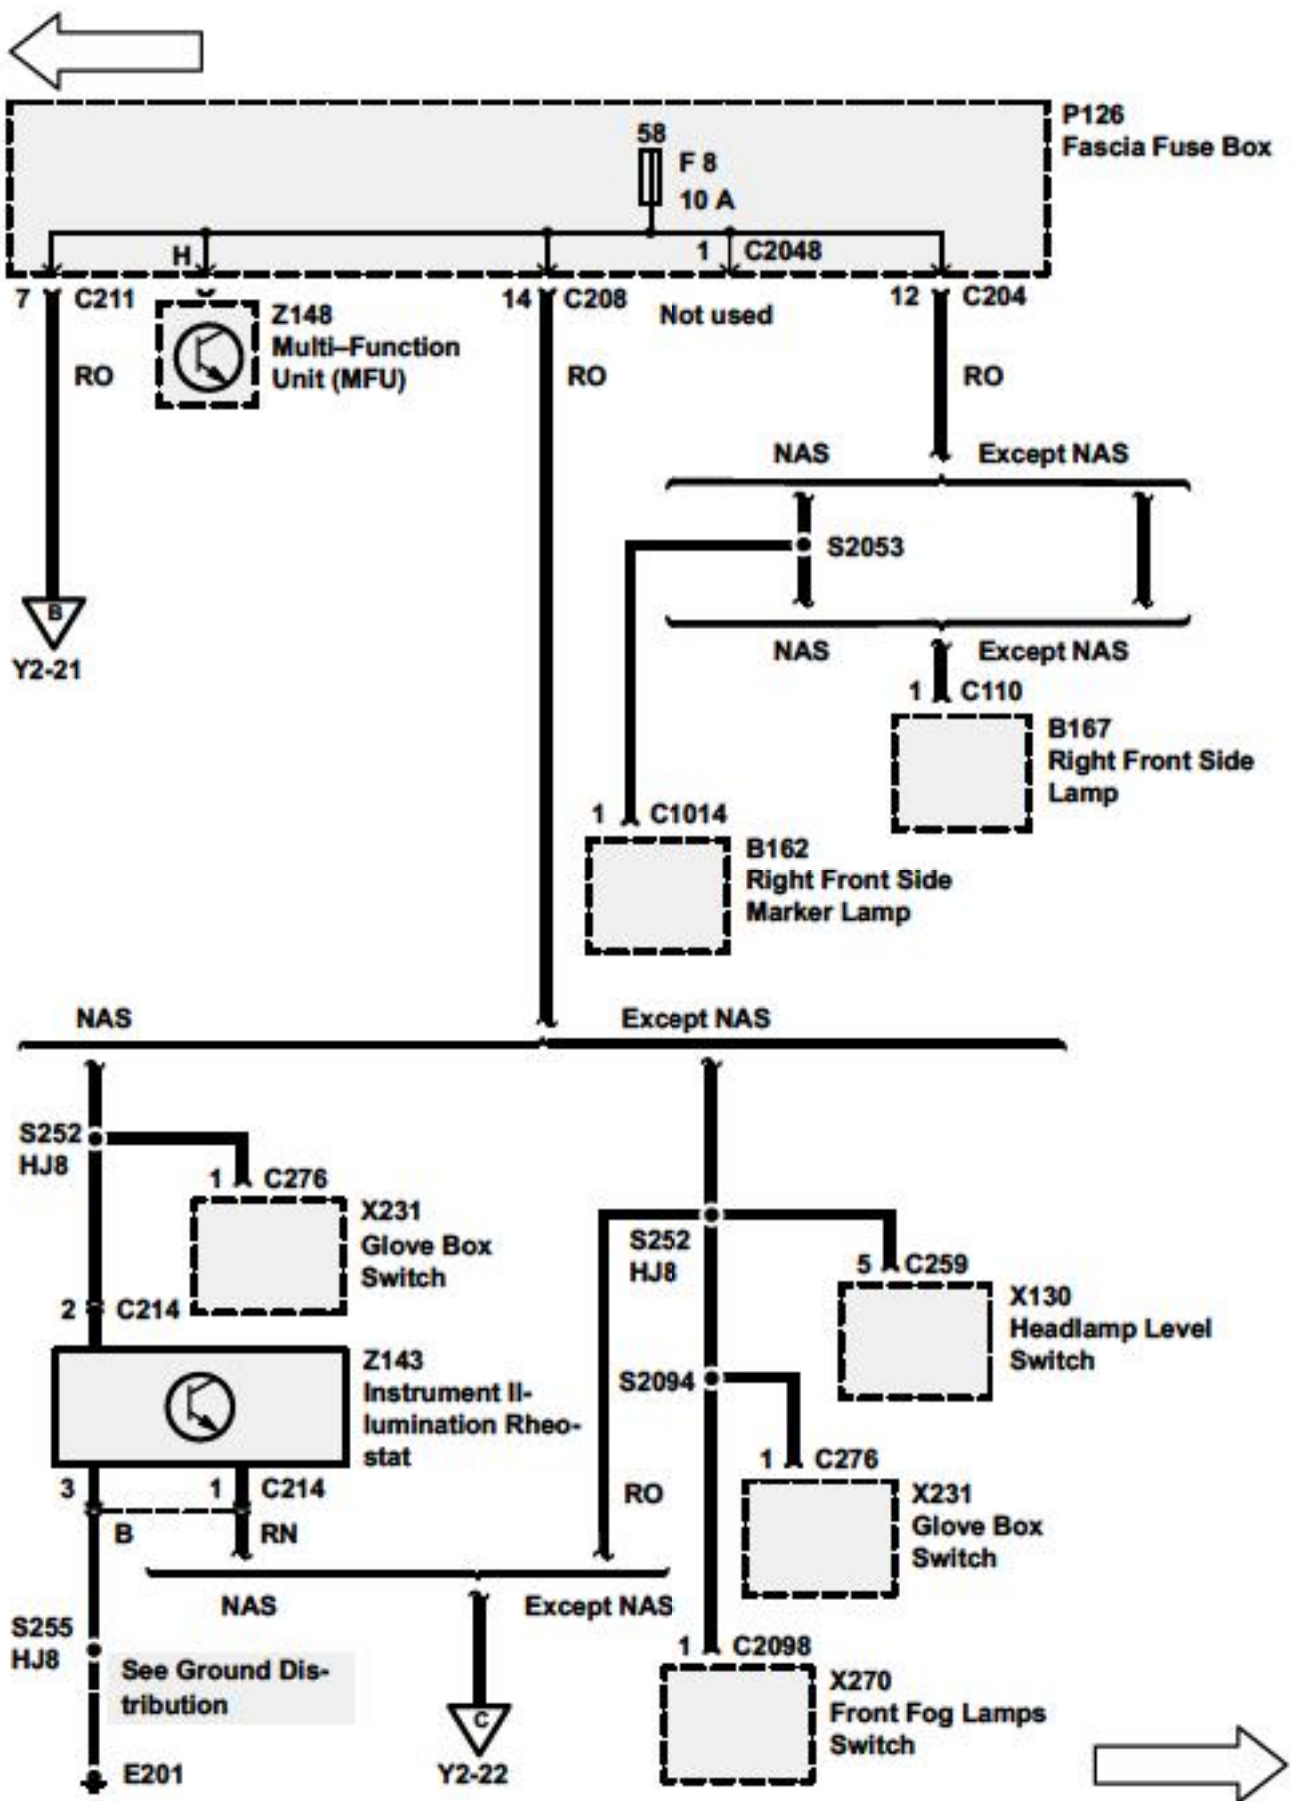 P126
Fascia Fuse Box
58
F 8
10 A
H
1 C2048
7 C211
Z148
Multi–Function
Unit (MFU)
14 C208
Not used
12 C204
RO
RO
RO
NAS
Except NAS
S2053
B
Y2-21
NAS
Except NAS
1 C110
B167
Right Front Side
Lamp
1 C1014
B162
Right Front Side
Marker Lamp
NAS
Except NAS
S252
HJ8
1 C276
X231
Glove Box
Switch
S252
HJ8
5 C259
X130
Headlamp Level
Switch
2 C214
Z143
Instrument Il-
lumination Rheo-
stat
S2094
1 C276
X231
Glove Box
Switch
3
1 C214
RO
B
RN
NAS
Except NAS
S255
HJ8
See Ground Dis-
tribution
1 C2098
X270
Front Fog Lamps
Switch
C
Y2-22
E201